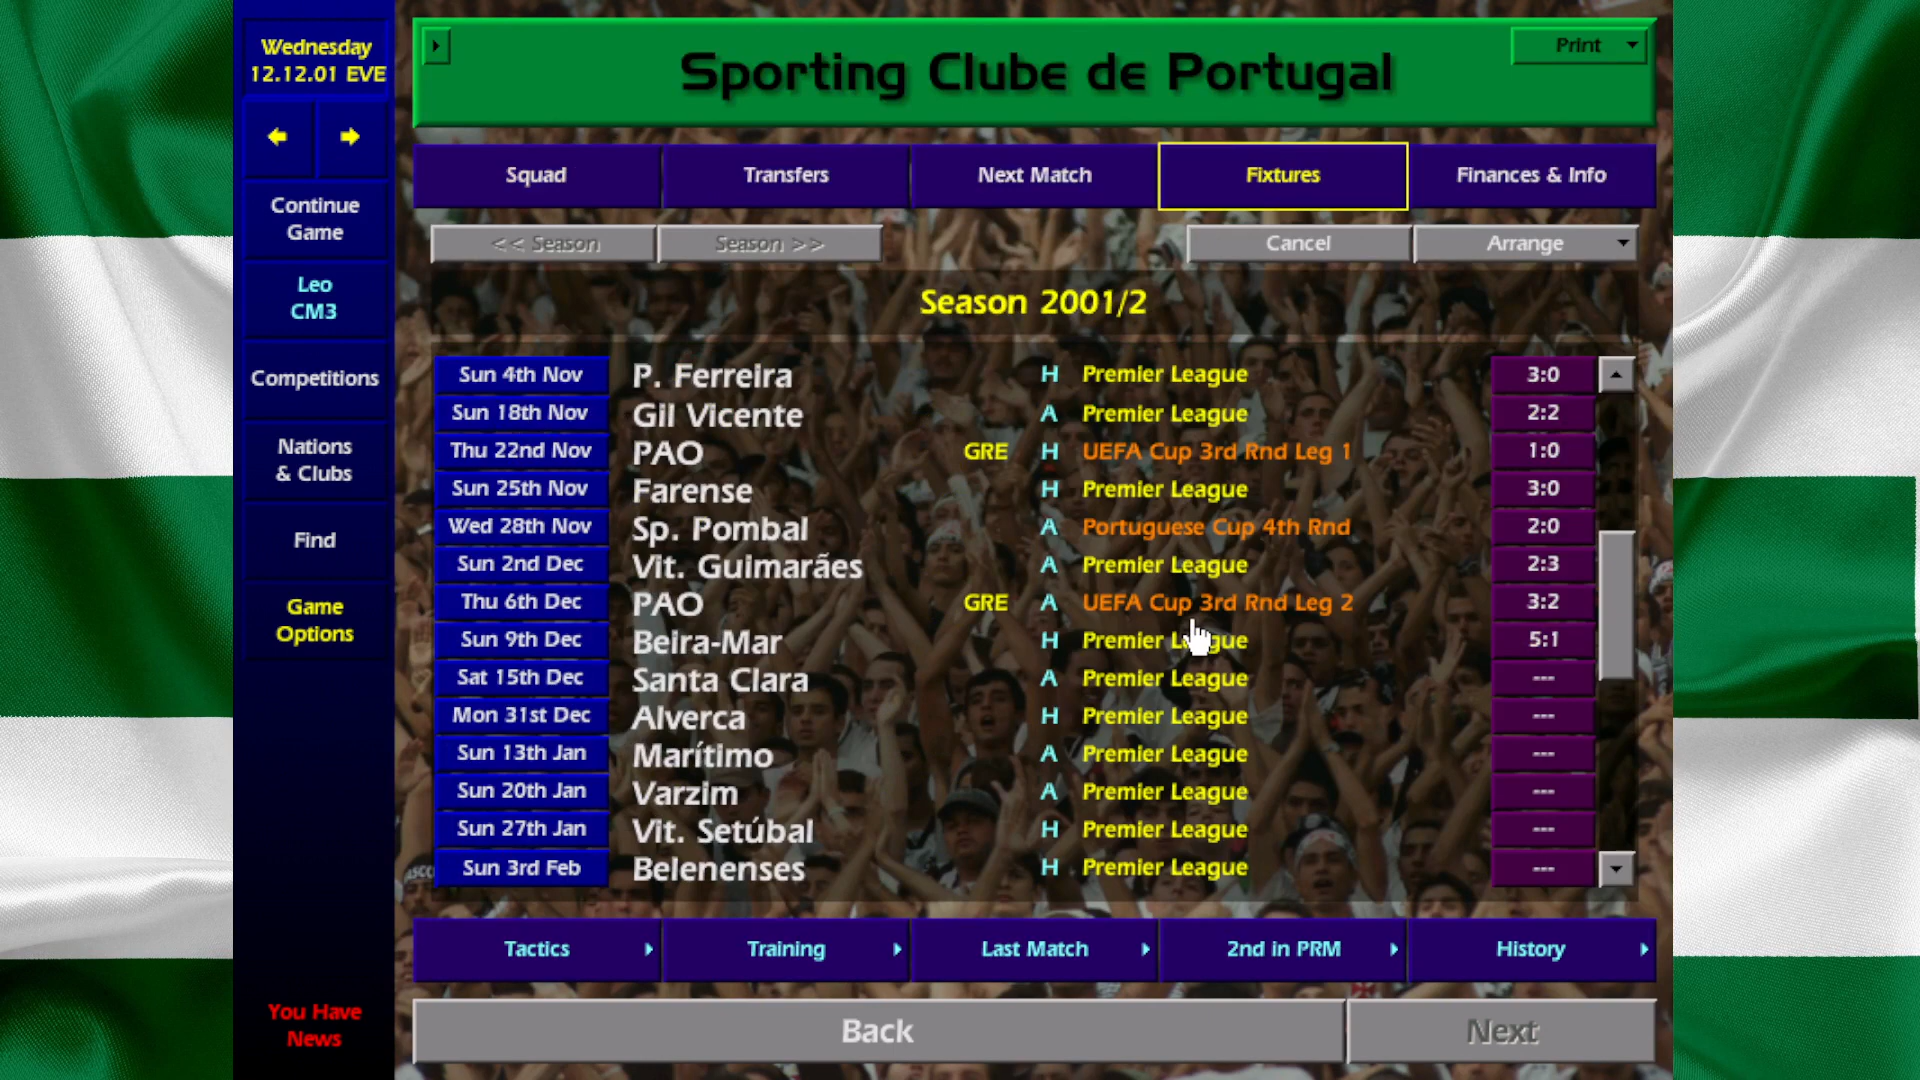 Wednesday
12.12.01 EVE
Sporting Clube de Portugal
Print
Squad
Transfers
Next Match
Fixtures
Finances & Info
Continue
Game
<< Season
Season >>
Cancel
Arrange
Leo
CM3
Season 2001/2
Competitions
Nations
& Clubs
Find
Game
Options
Sun 4th Nov P. Ferreira H Premier League 3:0
Sun 18th Nov Gil Vicente A Premier League 2:2
Thu 22nd Nov PAO GRE H UEFA Cup 3rd Rnd Leg 1 1:0
Sun 25th Nov Farense H Premier League 3:0
Wed 28th Nov Sp. Pombal A Portuguese Cup 4th Rnd 2:0
Sun 2nd Dec Vit. Guimarães A Premier League 2:3
Thu 6th Dec PAO GRE A UEFA Cup 3rd Rnd Leg 2 3:2
Sun 9th Dec Beira-Mar H Premier League 5:1
Sat 15th Dec Santa Clara A Premier League ---
Mon 31st Dec Alverca H Premier League ---
Sun 13th Jan Marítimo A Premier League ---
Sun 20th Jan Varzim A Premier League ---
Sun 27th Jan Vit. Setúbal H Premier League ---
Sun 3rd Feb Belenenses H Premier League ---
Tactics
Training
Last Match
2nd in PRM
History
You Have
News
Back
Next